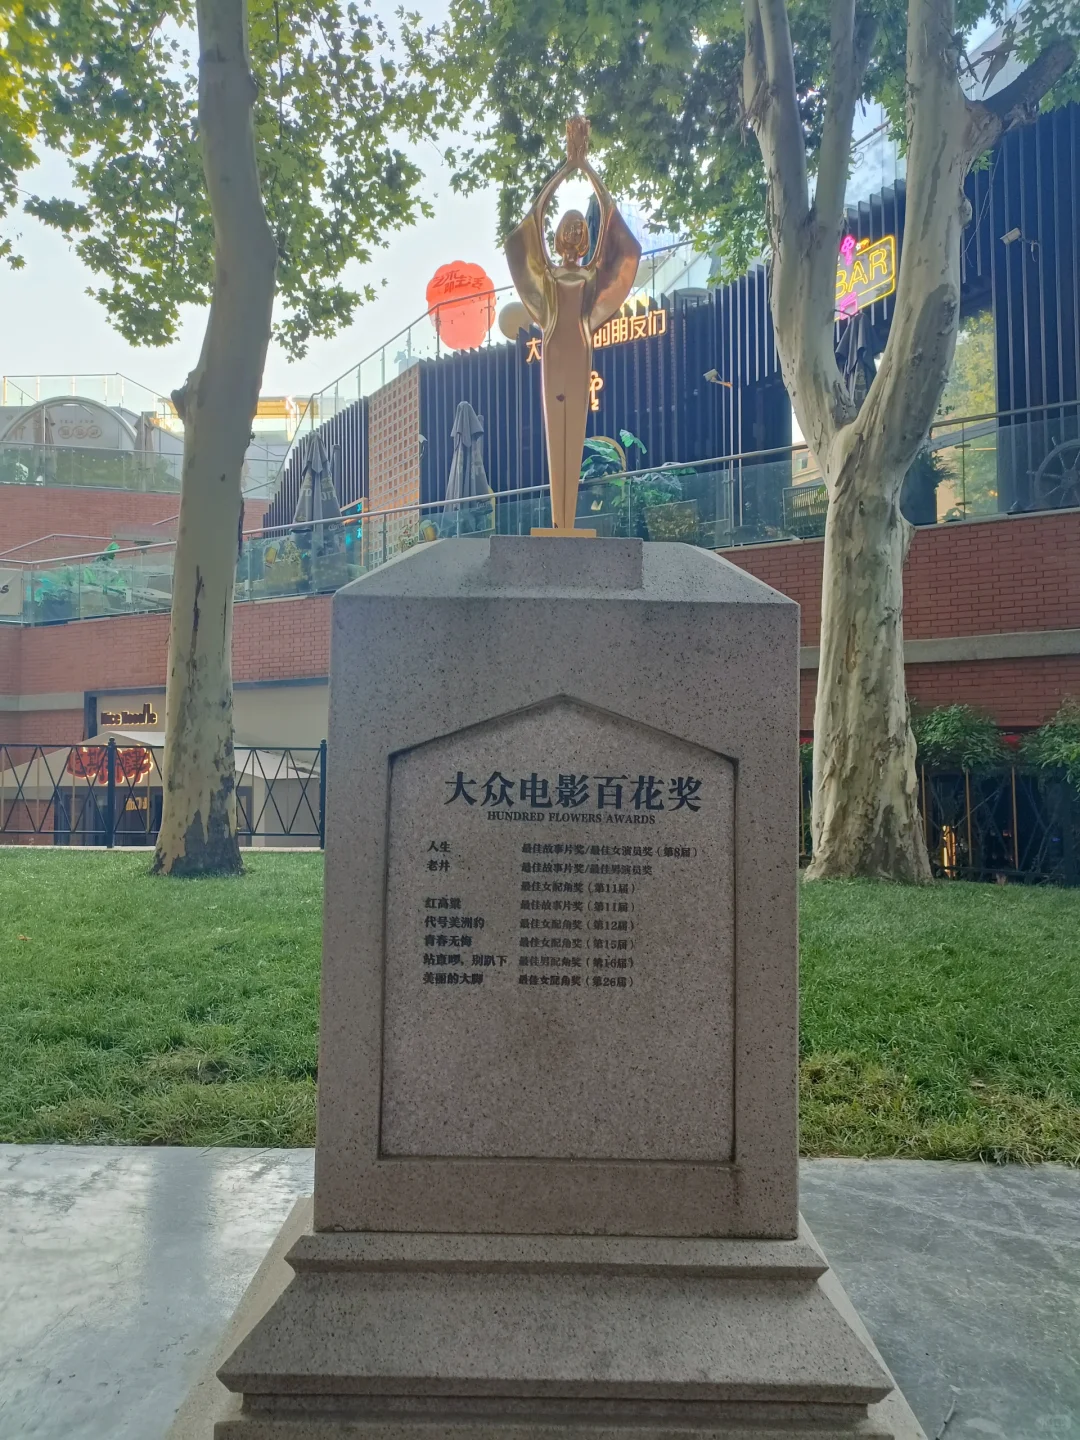 的朋友们
BAR
大众电影百花奖
HUNDRED FLOWERS AWARDS
人生 最佳故事片奖/最佳女演员奖（第8届）
老井 最佳故事片奖/最佳男演员奖
最佳女配角奖（第11届）
红高粱 最佳故事片奖（第11届）
代号美洲豹 最佳女配角奖（第12届）
青春无悔 最佳女配角奖（第15届）
站直啰，别趴下 最佳男配角奖（第16届）
美丽的大脚 最佳女配角奖（第26届）